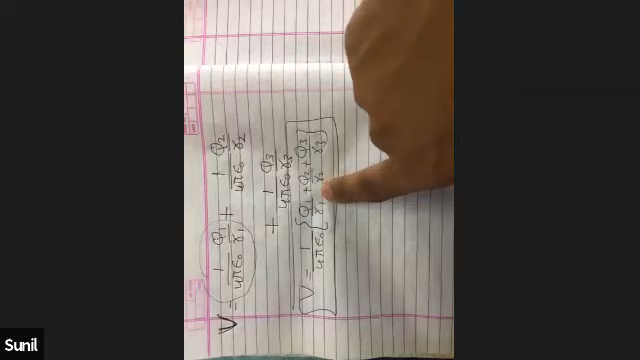 V = 1/4πε₀ Q₁/r₁ + 1/4πε₀ Q₂/r₂
+ 1/4πε₀ Q₃/r₃
V = 1/4πε₀ { Q₁/r₁ + Q₂/r₂ + Q₃/r₃ }
Sunil